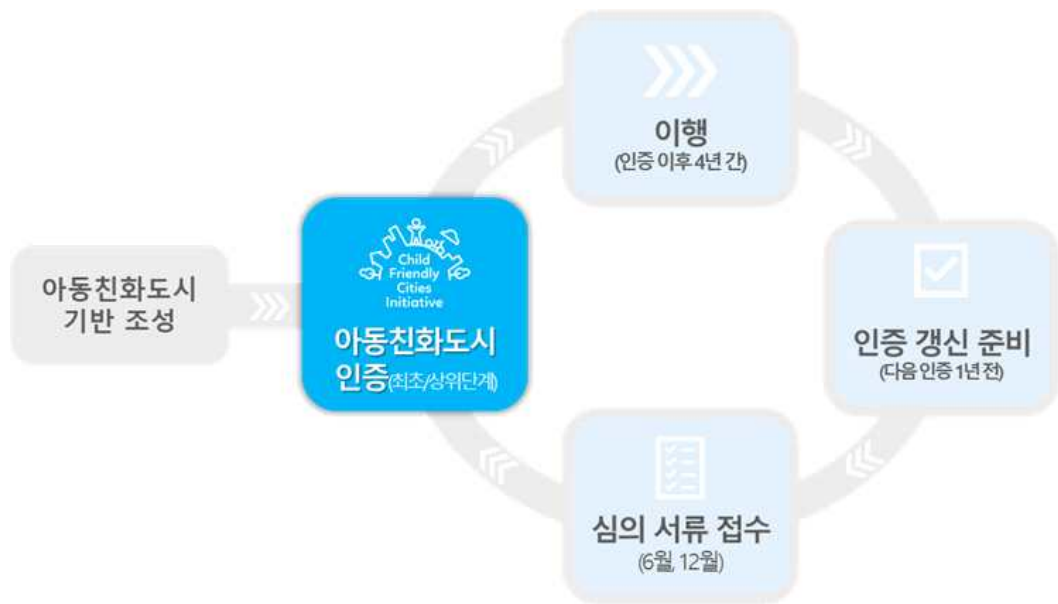 아동친화도시
기반 조성
Child
Friendly
Cities
Initiative
아동친화도시
인증(최초/상위단계)
이행
(인증 이후 4년 간)
인증 갱신 준비
(다음 인증 1년 전)
심의 서류 접수
(6월, 12월)